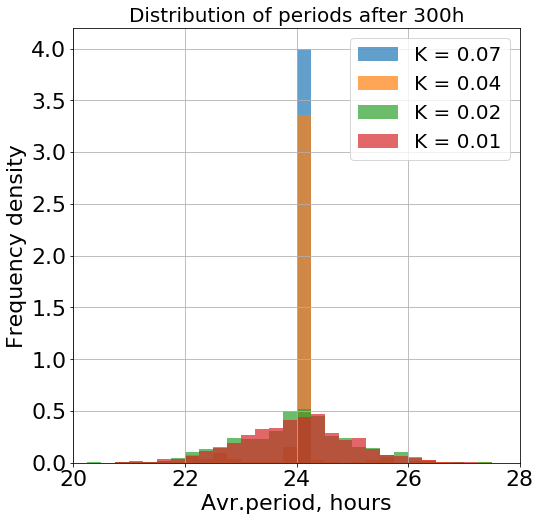 Distribution of periods after 300h
Frequency density
4.0
3.5
3.0
2.5
2.0
1.5
1.0
0.5
0.0
K = 0.07
K = 0.04
K = 0.02
K = 0.01
20 22 24 26 28
Avr.period, hours